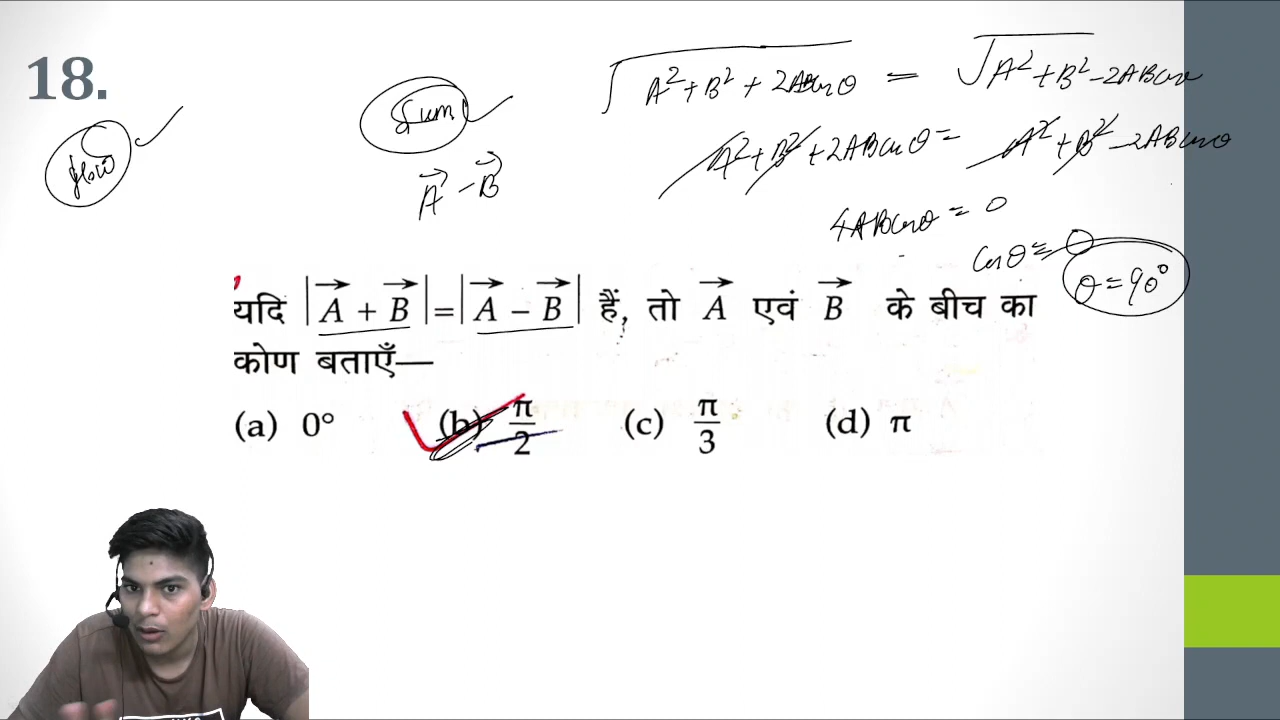 18.
Sum
A⃗ - B⃗
√A²+B²+2ABcosθ = √A²+B²-2ABcosθ
A²+B²+2ABcosθ = A²+B²-2ABcosθ
4ABcosθ = 0
cosθ = 0
θ = 90°
यदि |A⃗ + B⃗| = |A⃗ − B⃗| हैं, तो A⃗ एवं B⃗ के बीच का
कोण बताएँ—
(a) 0° (b) π/2 (c) π/3 (d) π